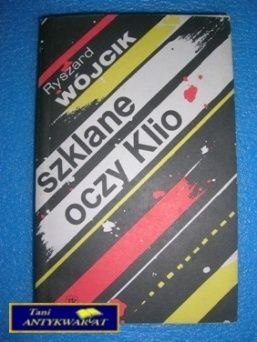 Ryszard
WÓJCIK
szklane
oczy Klio
Tani
ANTYKWARIAT